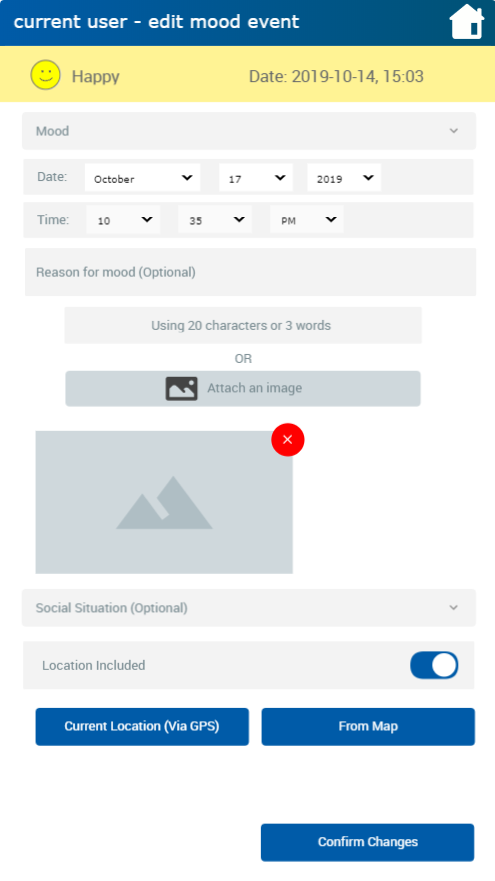 current user - edit mood event
Happy Date: 2019-10-14, 15:03
Mood
Date: October 17 2019
Time: 10 35 PM
Reason for mood (Optional)
Using 20 characters or 3 words
OR
Attach an image
Social Situation (Optional)
Location Included
Current Location (Via GPS) From Map
Confirm Changes